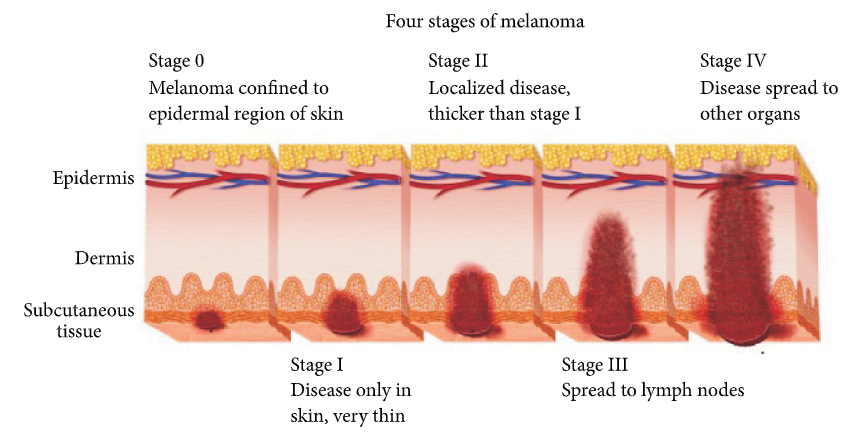 Four stages of melanoma
Stage 0
Melanoma confined to
epidermal region of skin
Stage II
Localized disease,
thicker than stage I
Stage IV
Disease spread to
other organs
Epidermis
Dermis
Subcutaneous
tissue
Stage I
Disease only in
skin, very thin
Stage III
Spread to lymph nodes